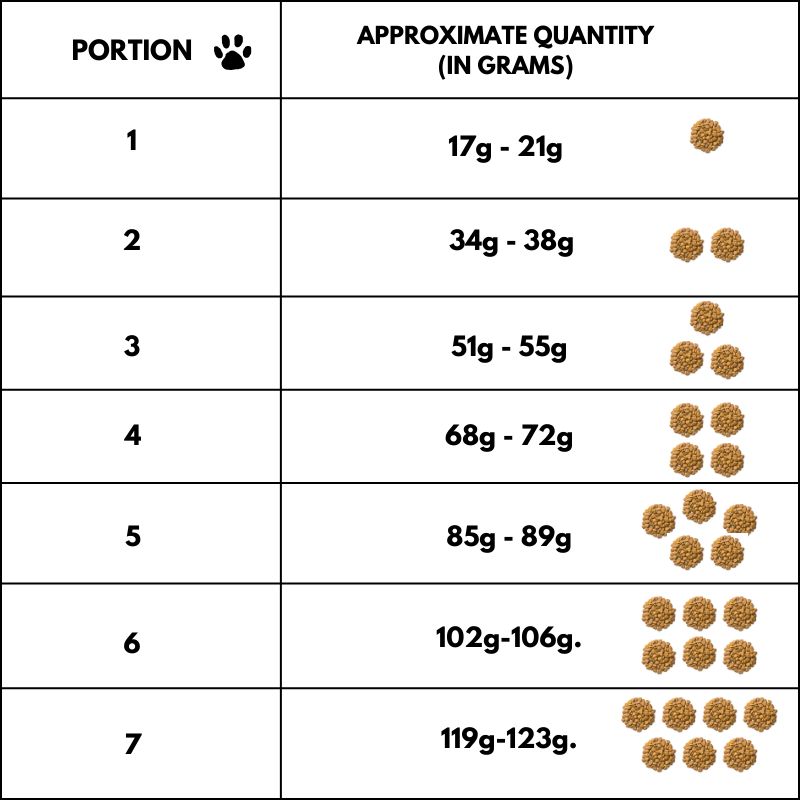 PORTION
APPROXIMATE QUANTITY
(IN GRAMS)
1
17g - 21g
2
34g - 38g
3
51g - 55g
4
68g - 72g
5
85g - 89g
6
102g-106g.
7
119g-123g.